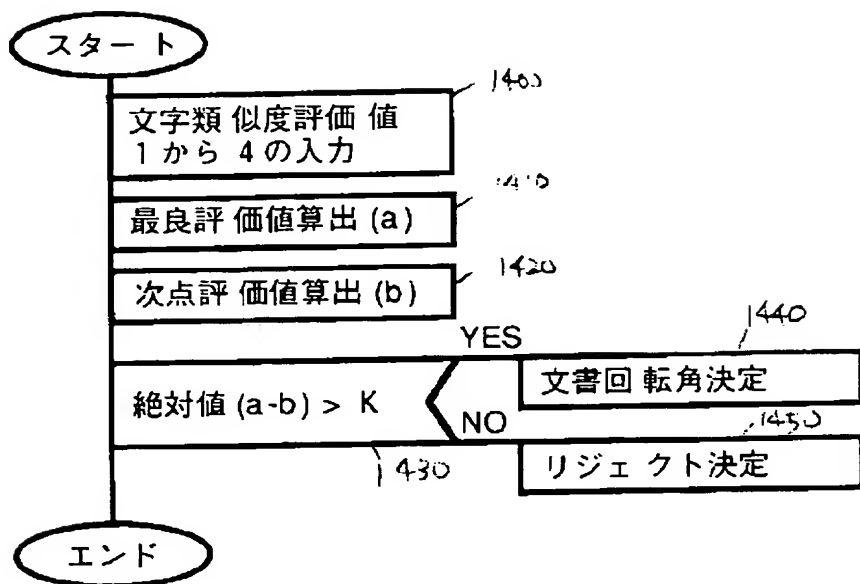 スタート
1400
文字類似度評価値
1から4の入力
1410
最良評価値算出(a)
1420
次点評価値算出(b)
YES
1440
文書回転角決定
絶対値(a-b) > K
NO
1450
1430
リジェクト決定
エンド